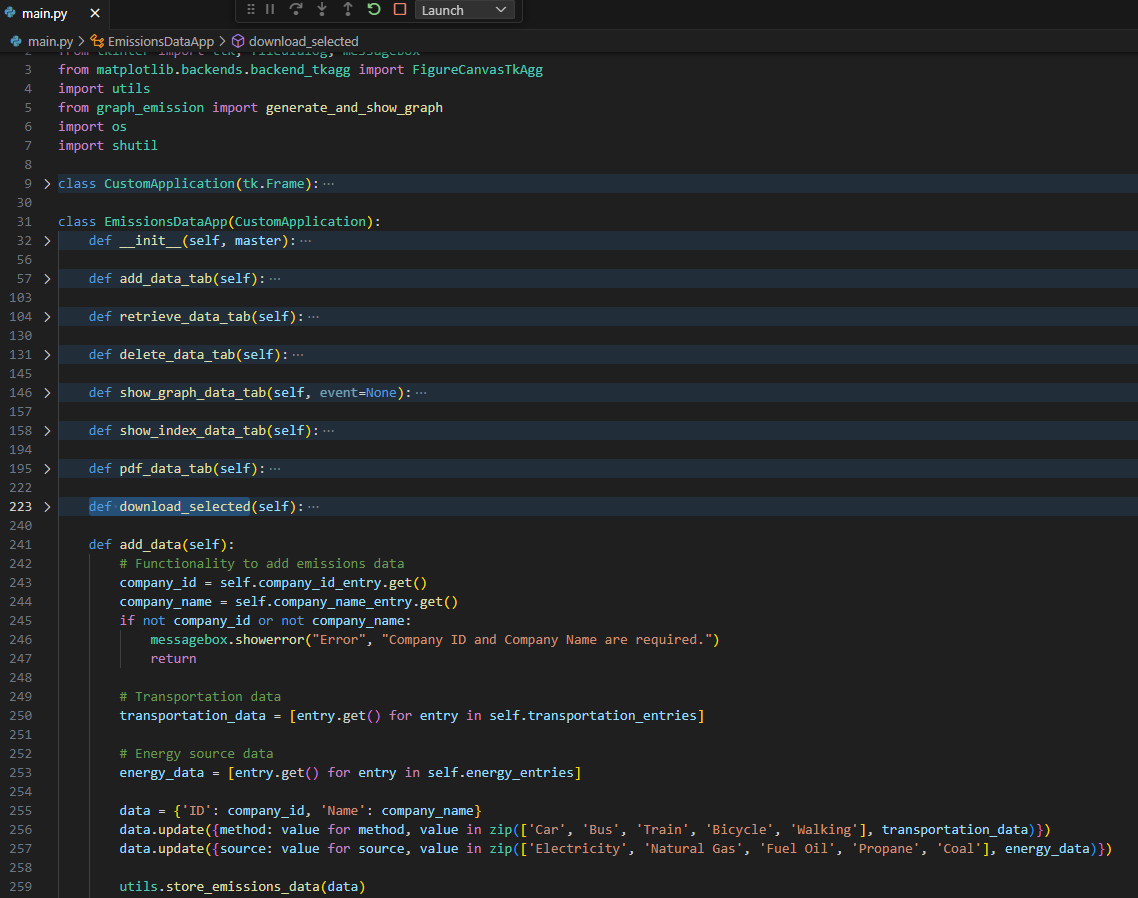 main.py ×
Launch
main.py > EmissionsDataApp > download_selected
2 from tkinter import ttk, filedialog, messagebox
3 from matplotlib.backends.backend_tkagg import FigureCanvasTkAgg
4 import utils
5 from graph_emission import generate_and_show_graph
6 import os
7 import shutil
8
9 > class CustomApplication(tk.Frame): ···
30
31 class EmissionsDataApp(CustomApplication):
32 >     def __init__(self, master): ···
56
57 >     def add_data_tab(self): ···
103
104 >     def retrieve_data_tab(self): ···
130
131 >     def delete_data_tab(self): ···
145
146 >     def show_graph_data_tab(self, event=None): ···
157
158 >     def show_index_data_tab(self): ···
194
195 >     def pdf_data_tab(self): ···
222
223 >     def download_selected(self): ···
240
241     def add_data(self):
242         # Functionality to add emissions data
243         company_id = self.company_id_entry.get()
244         company_name = self.company_name_entry.get()
245         if not company_id or not company_name:
246             messagebox.showerror("Error", "Company ID and Company Name are required.")
247             return
248
249         # Transportation data
250         transportation_data = [entry.get() for entry in self.transportation_entries]
251
252         # Energy source data
253         energy_data = [entry.get() for entry in self.energy_entries]
254
255         data = {'ID': company_id, 'Name': company_name}
256         data.update({method: value for method, value in zip(['Car', 'Bus', 'Train', 'Bicycle', 'Walking'], transportation_data)})
257         data.update({source: value for source, value in zip(['Electricity', 'Natural Gas', 'Fuel Oil', 'Propane', 'Coal'], energy_data)})
258
259         utils.store_emissions_data(data)